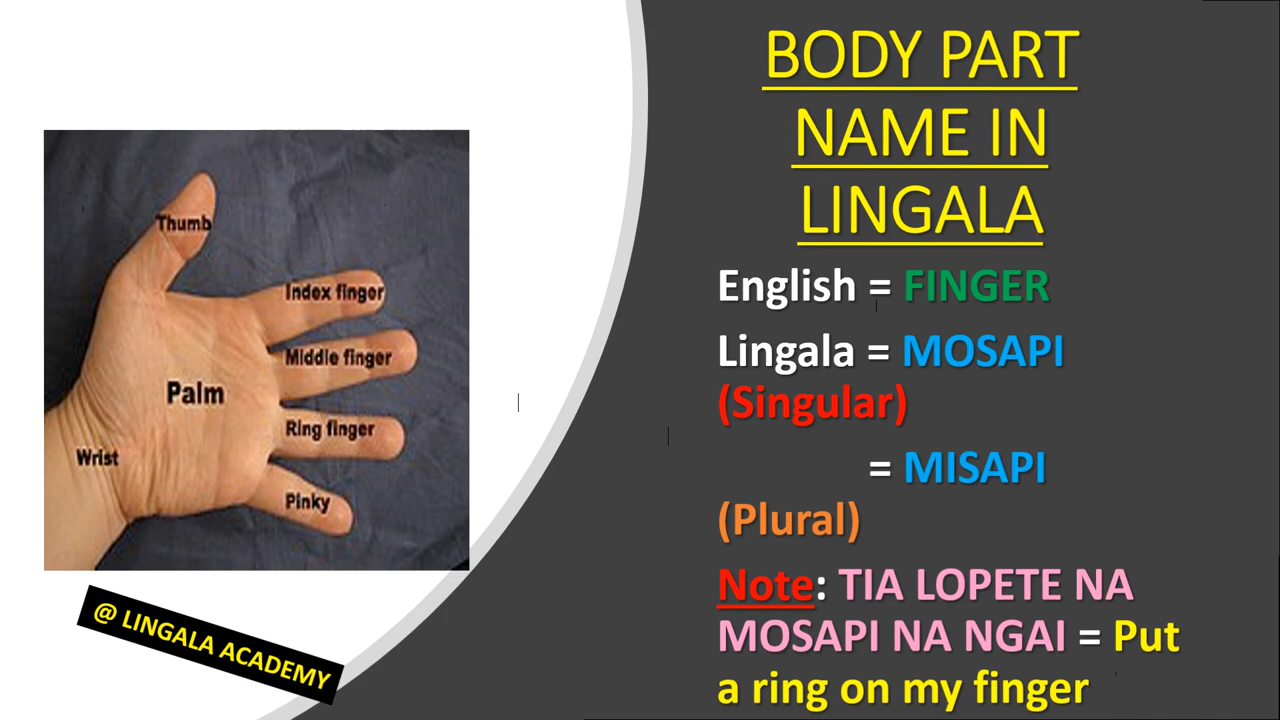 BODY PART
NAME IN
LINGALA
English = FINGER
Lingala = MOSAPI
(Singular)
= MISAPI
(Plural)
Note: TIA LOPETE NA
MOSAPI NA NGAI = Put
a ring on my finger
Thumb
Index finger
Middle finger
Palm
Ring finger
Wrist
Pinky
@ LINGALA ACADEMY